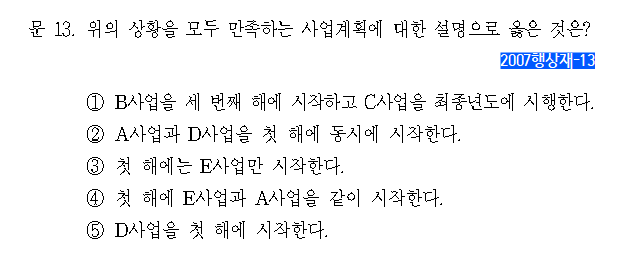 문 13. 위의 상황을 모두 만족하는 사업계획에 대한 설명으로 옳은 것은?
2007행상재-13
① B사업을 세 번째 해에 시작하고 C사업을 최종년도에 시행한다.
② A사업과 D사업을 첫 해에 동시에 시작한다.
③ 첫 해에는 E사업만 시작한다.
④ 첫 해에 E사업과 A사업을 같이 시작한다.
⑤ D사업을 첫 해에 시작한다.